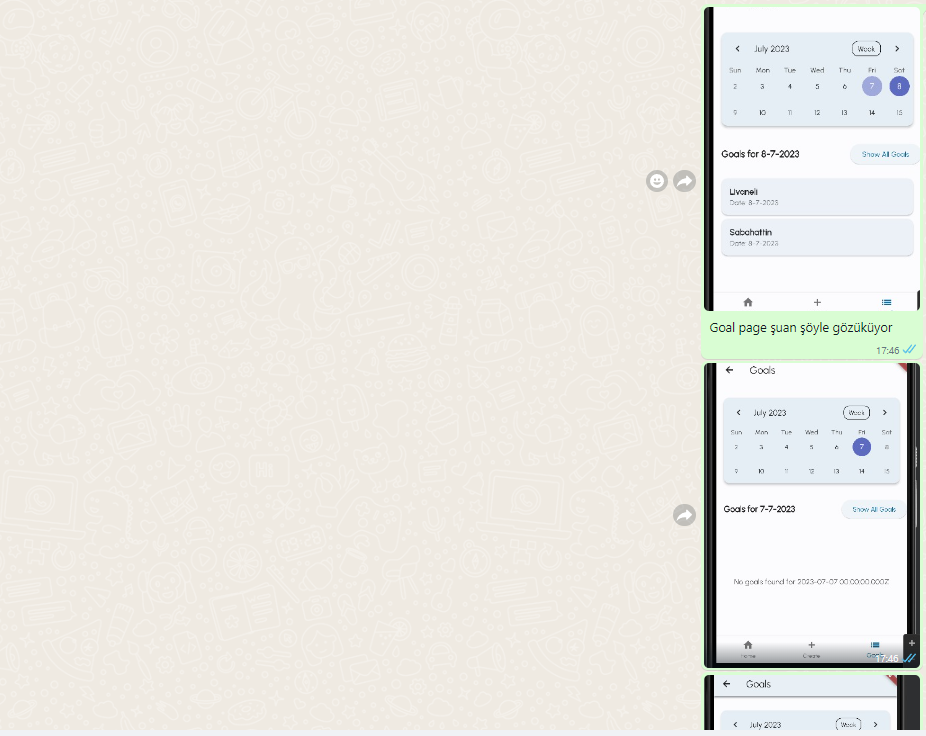 July 2023
Week
Sun Mon Tue Wed Thu Fri Sat
2 3 4 5 6 7 8
9 10 11 12 13 14 15
Goals for 8-7-2023
Show All Goals
Livaneli
Date: 8-7-2023
Sabahattin
Date: 8-7-2023
Goal page şuan şöyle gözüküyor
17:46
Goals
July 2023
Week
Sun Mon Tue Wed Thu Fri Sat
2 3 4 5 6 7 8
9 10 11 12 13 14 15
Goals for 7-7-2023
Show All Goals
No goals found for 2023-07-07 00:00:00.000Z
Home Create
17:46
Goals
July 2023
Week